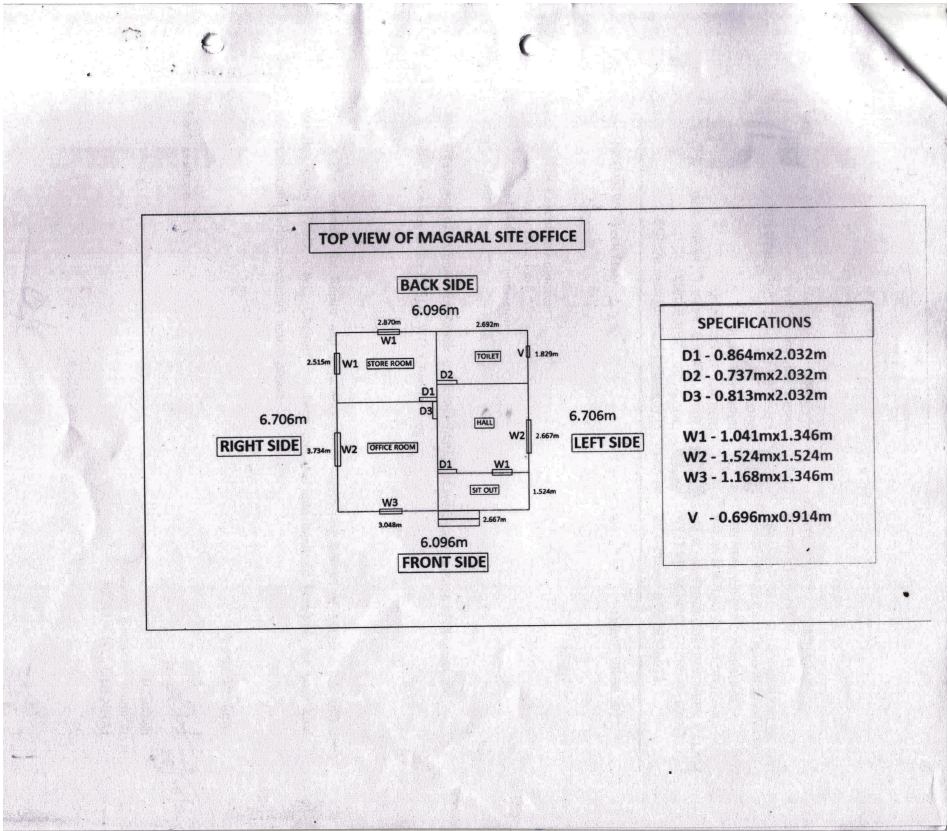 TOP VIEW OF MAGARAL SITE OFFICE
BACK SIDE
6.096m
2.870m
2.692m
W1
2.515m
W1
STORE ROOM
TOILET
V
1.829m
D2
D1
D3
6.706m
RIGHT SIDE
3.734m
W2
OFFICE ROOM
HALL
W2
2.667m
6.706m
LEFT SIDE
D1
W1
SIT OUT
1.524m
W3
3.048m
2.667m
6.096m
FRONT SIDE
SPECIFICATIONS
D1 - 0.864mx2.032m
D2 - 0.737mx2.032m
D3 - 0.813mx2.032m
W1 - 1.041mx1.346m
W2 - 1.524mx1.524m
W3 - 1.168mx1.346m
V - 0.696mx0.914m